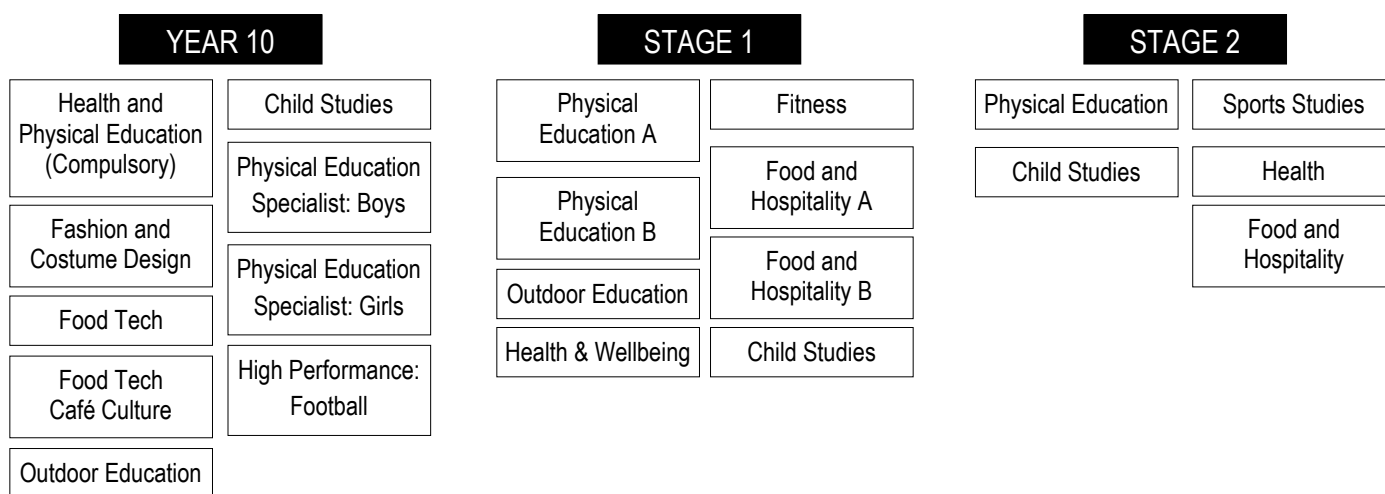 YEAR 10
Health and
Physical Education
(Compulsory)
Fashion and
Costume Design
Food Tech
Food Tech
Café Culture
Outdoor Education
Child Studies
Physical Education
Specialist: Boys
Physical Education
Specialist: Girls
High Performance:
Football
STAGE 1
Physical
Education A
Physical
Education B
Outdoor Education
Health & Wellbeing
Fitness
Food and
Hospitality A
Food and
Hospitality B
Child Studies
STAGE 2
Physical Education
Child Studies
Sports Studies
Health
Food and
Hospitality